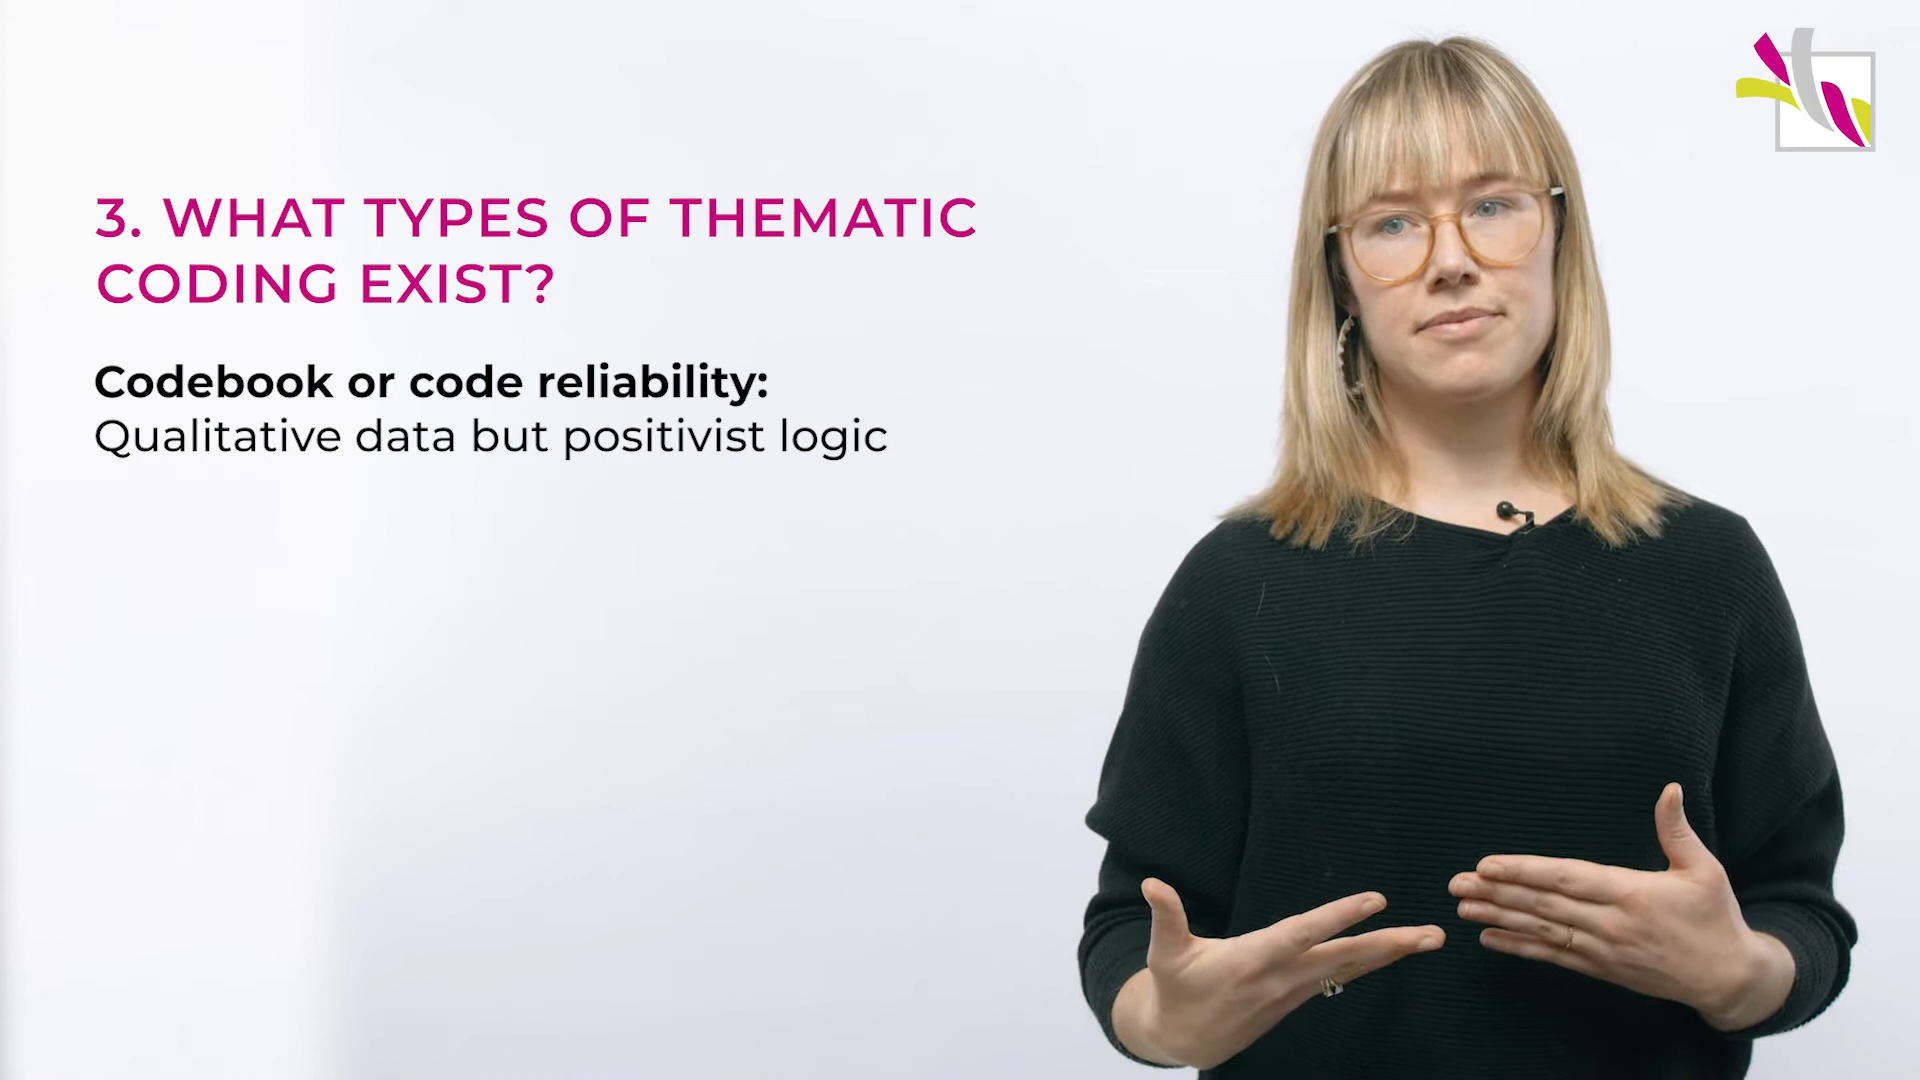 3. WHAT TYPES OF THEMATIC
CODING EXIST?
Codebook or code reliability:
Qualitative data but positivist logic